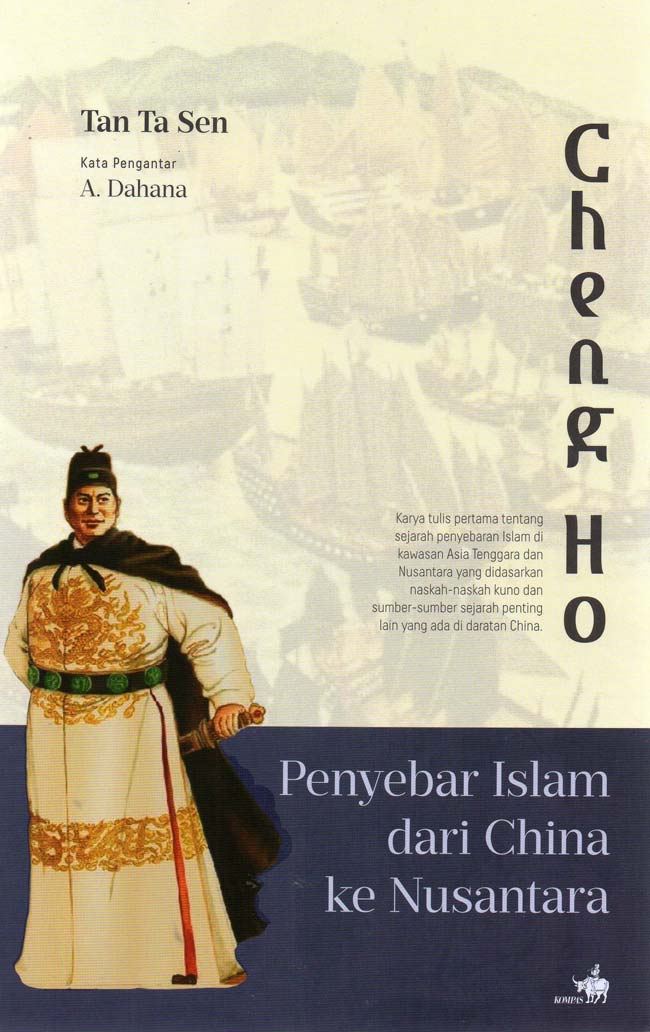 Tan Ta Sen
Kata Pengantar
A. Dahana
Cheng Ho
Karya tulis pertama tentang
sejarah penyebaran Islam di
kawasan Asia Tenggara dan
Nusantara yang didasarkan
naskah-naskah kuno dan
sumber-sumber sejarah penting
lain yang ada di daratan China.
Penyebar Islam
dari China
ke Nusantara
KOMPAS